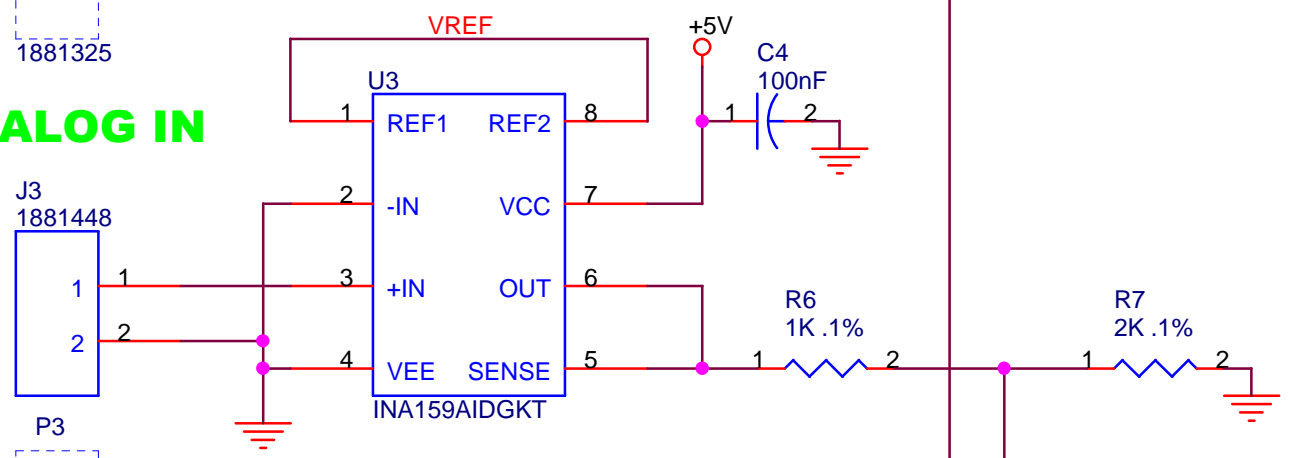 1881325
VREF
+5V
C4
100nF
U3
1 REF1 REF2 8
1 2
ALOG IN
J3
1881448
2 -IN VCC 7
1 1 3 +IN OUT 6
R6
1K .1%
R7
2K .1%
2 2
4 VEE SENSE 5
1 2
1 2
INA159AIDGKT
P3